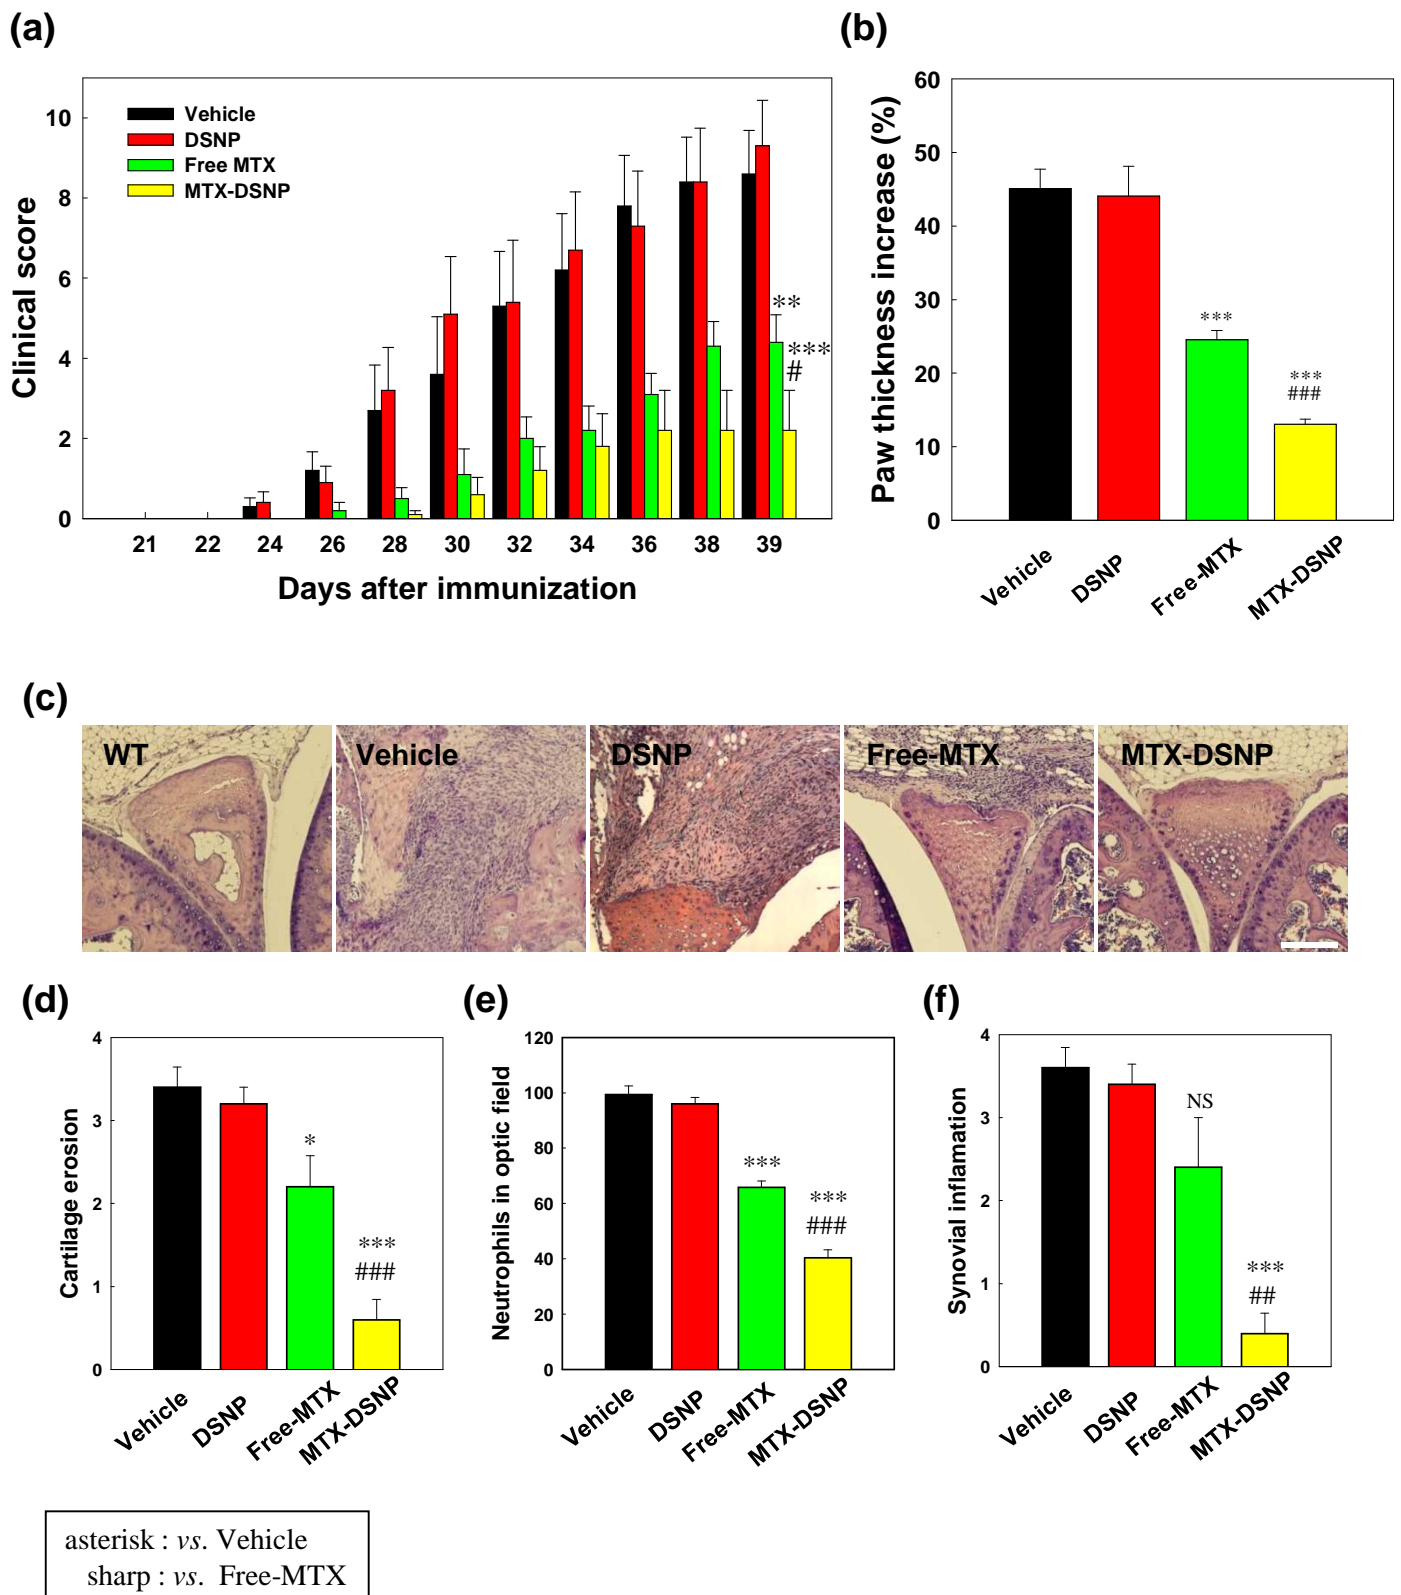 (a)
Clinical score
10
8
6
4
2
0
Vehicle
DSNP
Free MTX
MTX-DSNP
**
***
#
21 22 24 26 28 30 32 34 36 38 39
Days after immunization
(b)
Paw thickness increase (%)
60
50
40
30
20
10
0
***
***
###
Vehicle
DSNP
Free-MTX
MTX-DSNP
(c)
WT
Vehicle
DSNP
Free-MTX
MTX-DSNP
(d)
Cartilage erosion
4
3
2
1
0
*
***
###
Vehicle
DSNP
Free-MTX
MTX-DSNP
(e)
Neutrophils in optic field
120
100
80
60
40
20
0
***
***
###
Vehicle
DSNP
Free-MTX
MTX-DSNP
(f)
Synovial inflamation
4
3
2
1
0
NS
***
##
Vehicle
DSNP
Free-MTX
MTX-DSNP
asterisk : vs. Vehicle
sharp : vs. Free-MTX